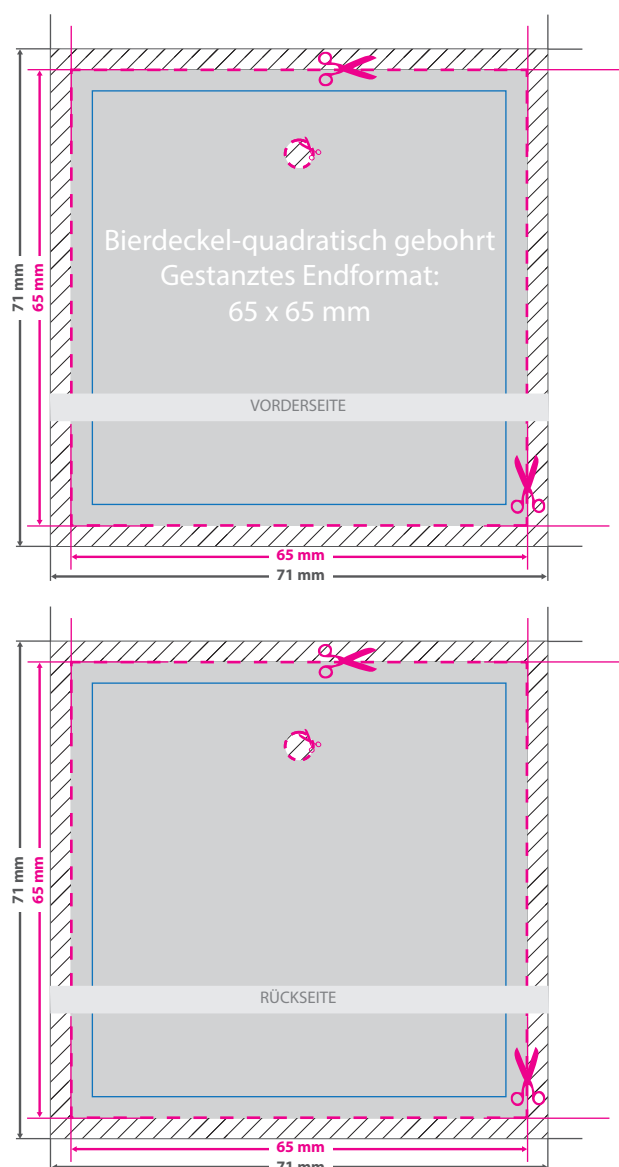 71 mm
65 mm
Bierdeckel-quadratisch gebohrt
Gestanztes Endformat:
65 x 65 mm
VORDERSEITE
65 mm
71 mm
71 mm
65 mm
RÜCKSEITE
65 mm
71 mm